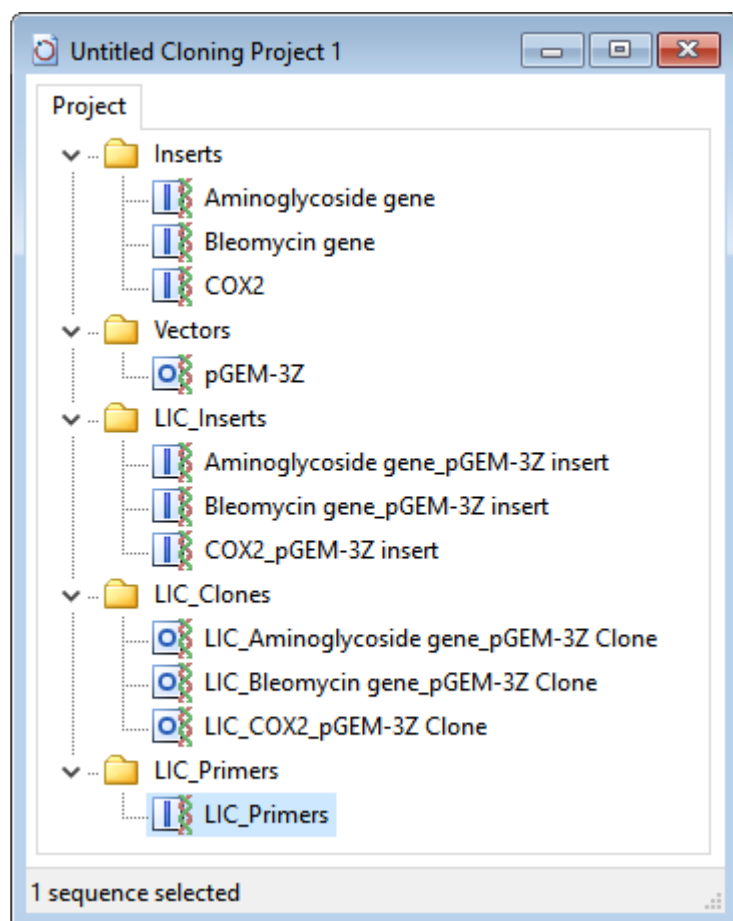 Untitled Cloning Project 1
Project
Inserts
Aminoglycoside gene
Bleomycin gene
COX2
Vectors
pGEM-3Z
LIC_Inserts
Aminoglycoside gene_pGEM-3Z insert
Bleomycin gene_pGEM-3Z insert
COX2_pGEM-3Z insert
LIC_Clones
LIC_Aminoglycoside gene_pGEM-3Z Clone
LIC_Bleomycin gene_pGEM-3Z Clone
LIC_COX2_pGEM-3Z Clone
LIC_Primers
LIC_Primers
1 sequence selected